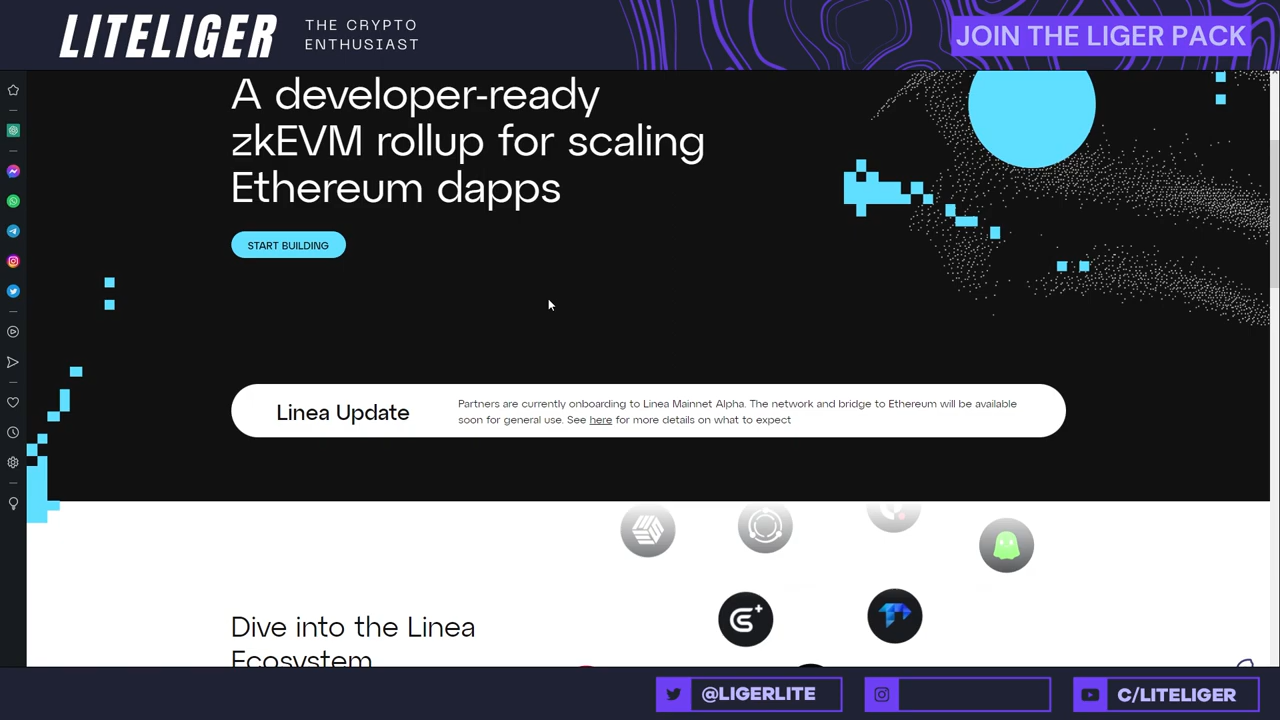 LITELIGER
THE CRYPTO
ENTHUSIAST
JOIN THE LIGER PACK
A developer-ready
zkEVM rollup for scaling
Ethereum dapps
START BUILDING
Linea Update
Partners are currently onboarding to Linea Mainnet Alpha. The network and bridge to Ethereum will be available
soon for general use. See here for more details on what to expect
Dive into the Linea
Ecosystem
@LIGERLITE
C/LITELIGER